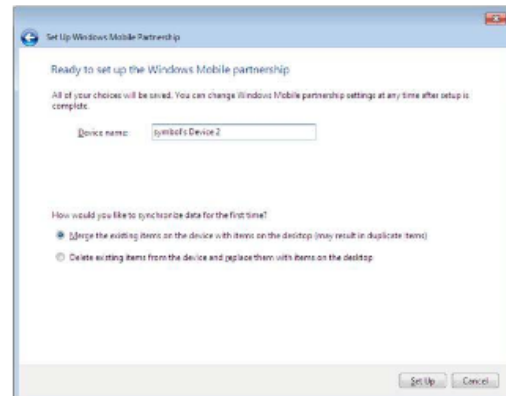 Set Up Windows Mobile Partnership
Ready to set up the Windows Mobile partnership
All of your choices will be saved. You can change Windows Mobile partnership settings at any time after setup is
complete.
Device name:
symbol's Device 2
How would you like to synchronize data for the first time?
Merge the existing items on the device with items on the desktop (may result in duplicate items)
Delete existing items from the device and replace them with items on the desktop
Set Up
Cancel